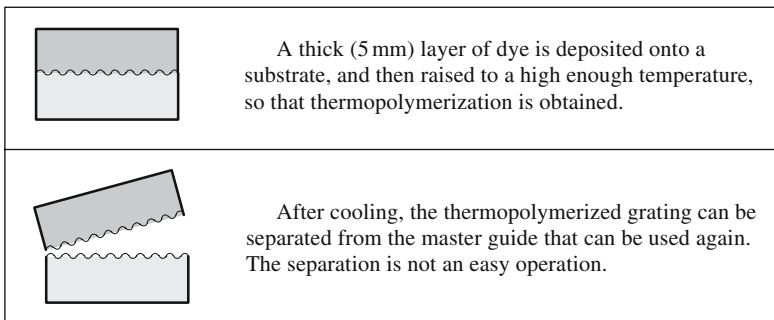 A thick (5 mm) layer of dye is deposited onto a
substrate, and then raised to a high enough temperature,
so that thermopolymerization is obtained.
After cooling, the thermopolymerized grating can be
separated from the master guide that can be used again.
The separation is not an easy operation.